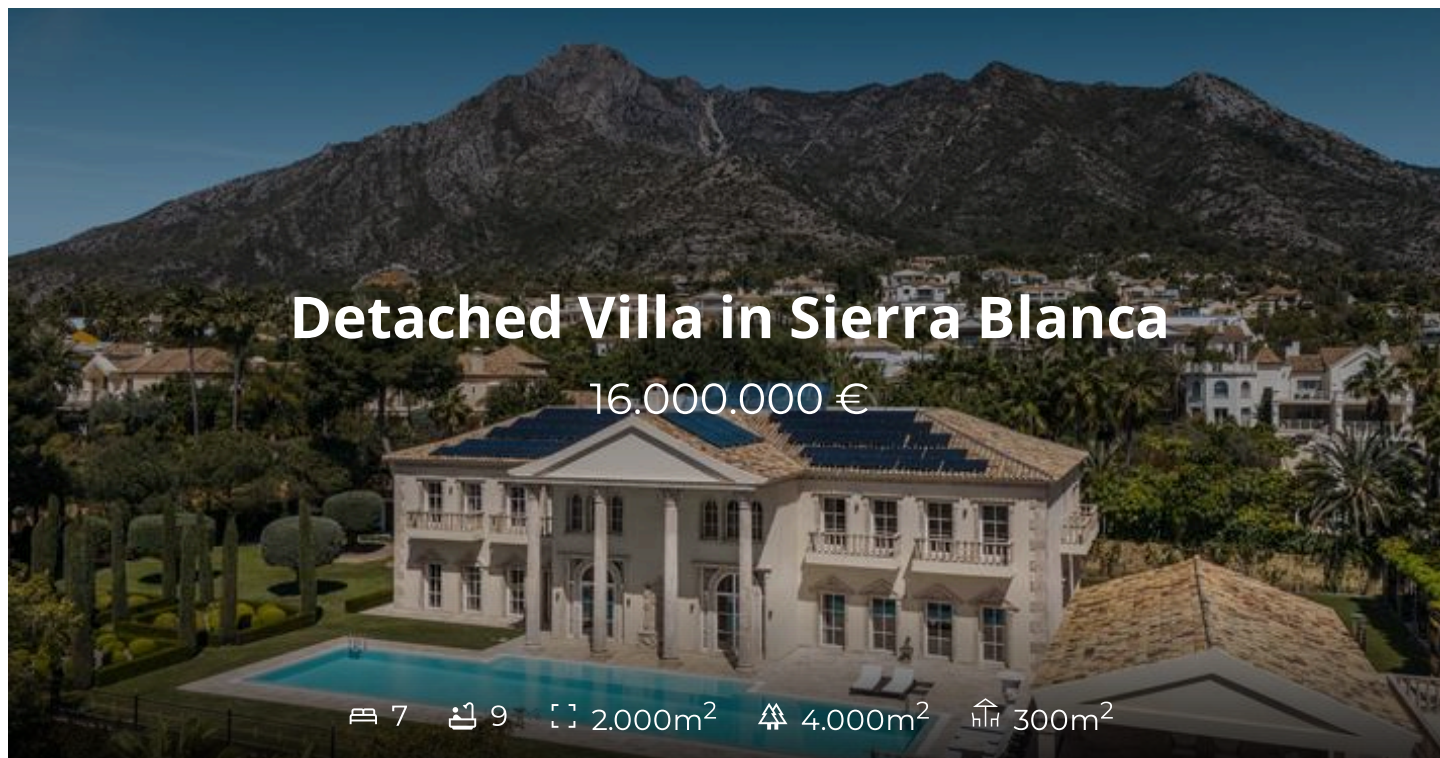 Detached Villa in Sierra Blanca
16.000.000 €
7 9 2.000m² 4.000m² 300m²